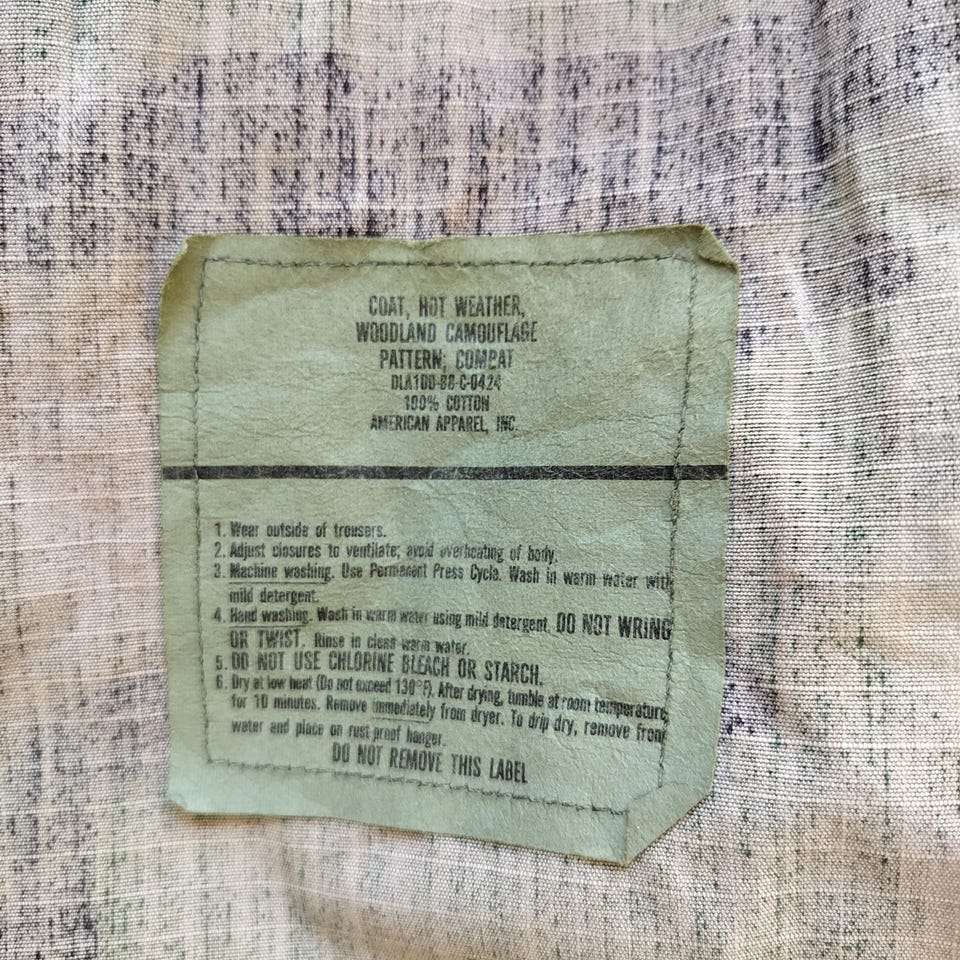 COAT, HOT WEATHER,
WOODLAND CAMOUFLAGE
PATTERN; COMBAT
DLA100-88-C-0424
100% COTTON
AMERICAN APPAREL, INC.
1. Wear outside of trousers.
2. Adjust closures to ventilate; avoid overheating of body.
3. Machine washing. Use Permanent Press Cycle. Wash in warm water with
mild detergent.
4. Hand washing. Wash in warm water using mild detergent. DO NOT WRING
OR TWIST. Rinse in clean warm water.
5. DO NOT USE CHLORINE BLEACH OR STARCH.
6. Dry at low heat (Do not exceed 130°F). After drying, tumble at room temperature
for 10 minutes. Remove immediately from dryer. To drip dry, remove from
water and place on rust proof hanger.
DO NOT REMOVE THIS LABEL